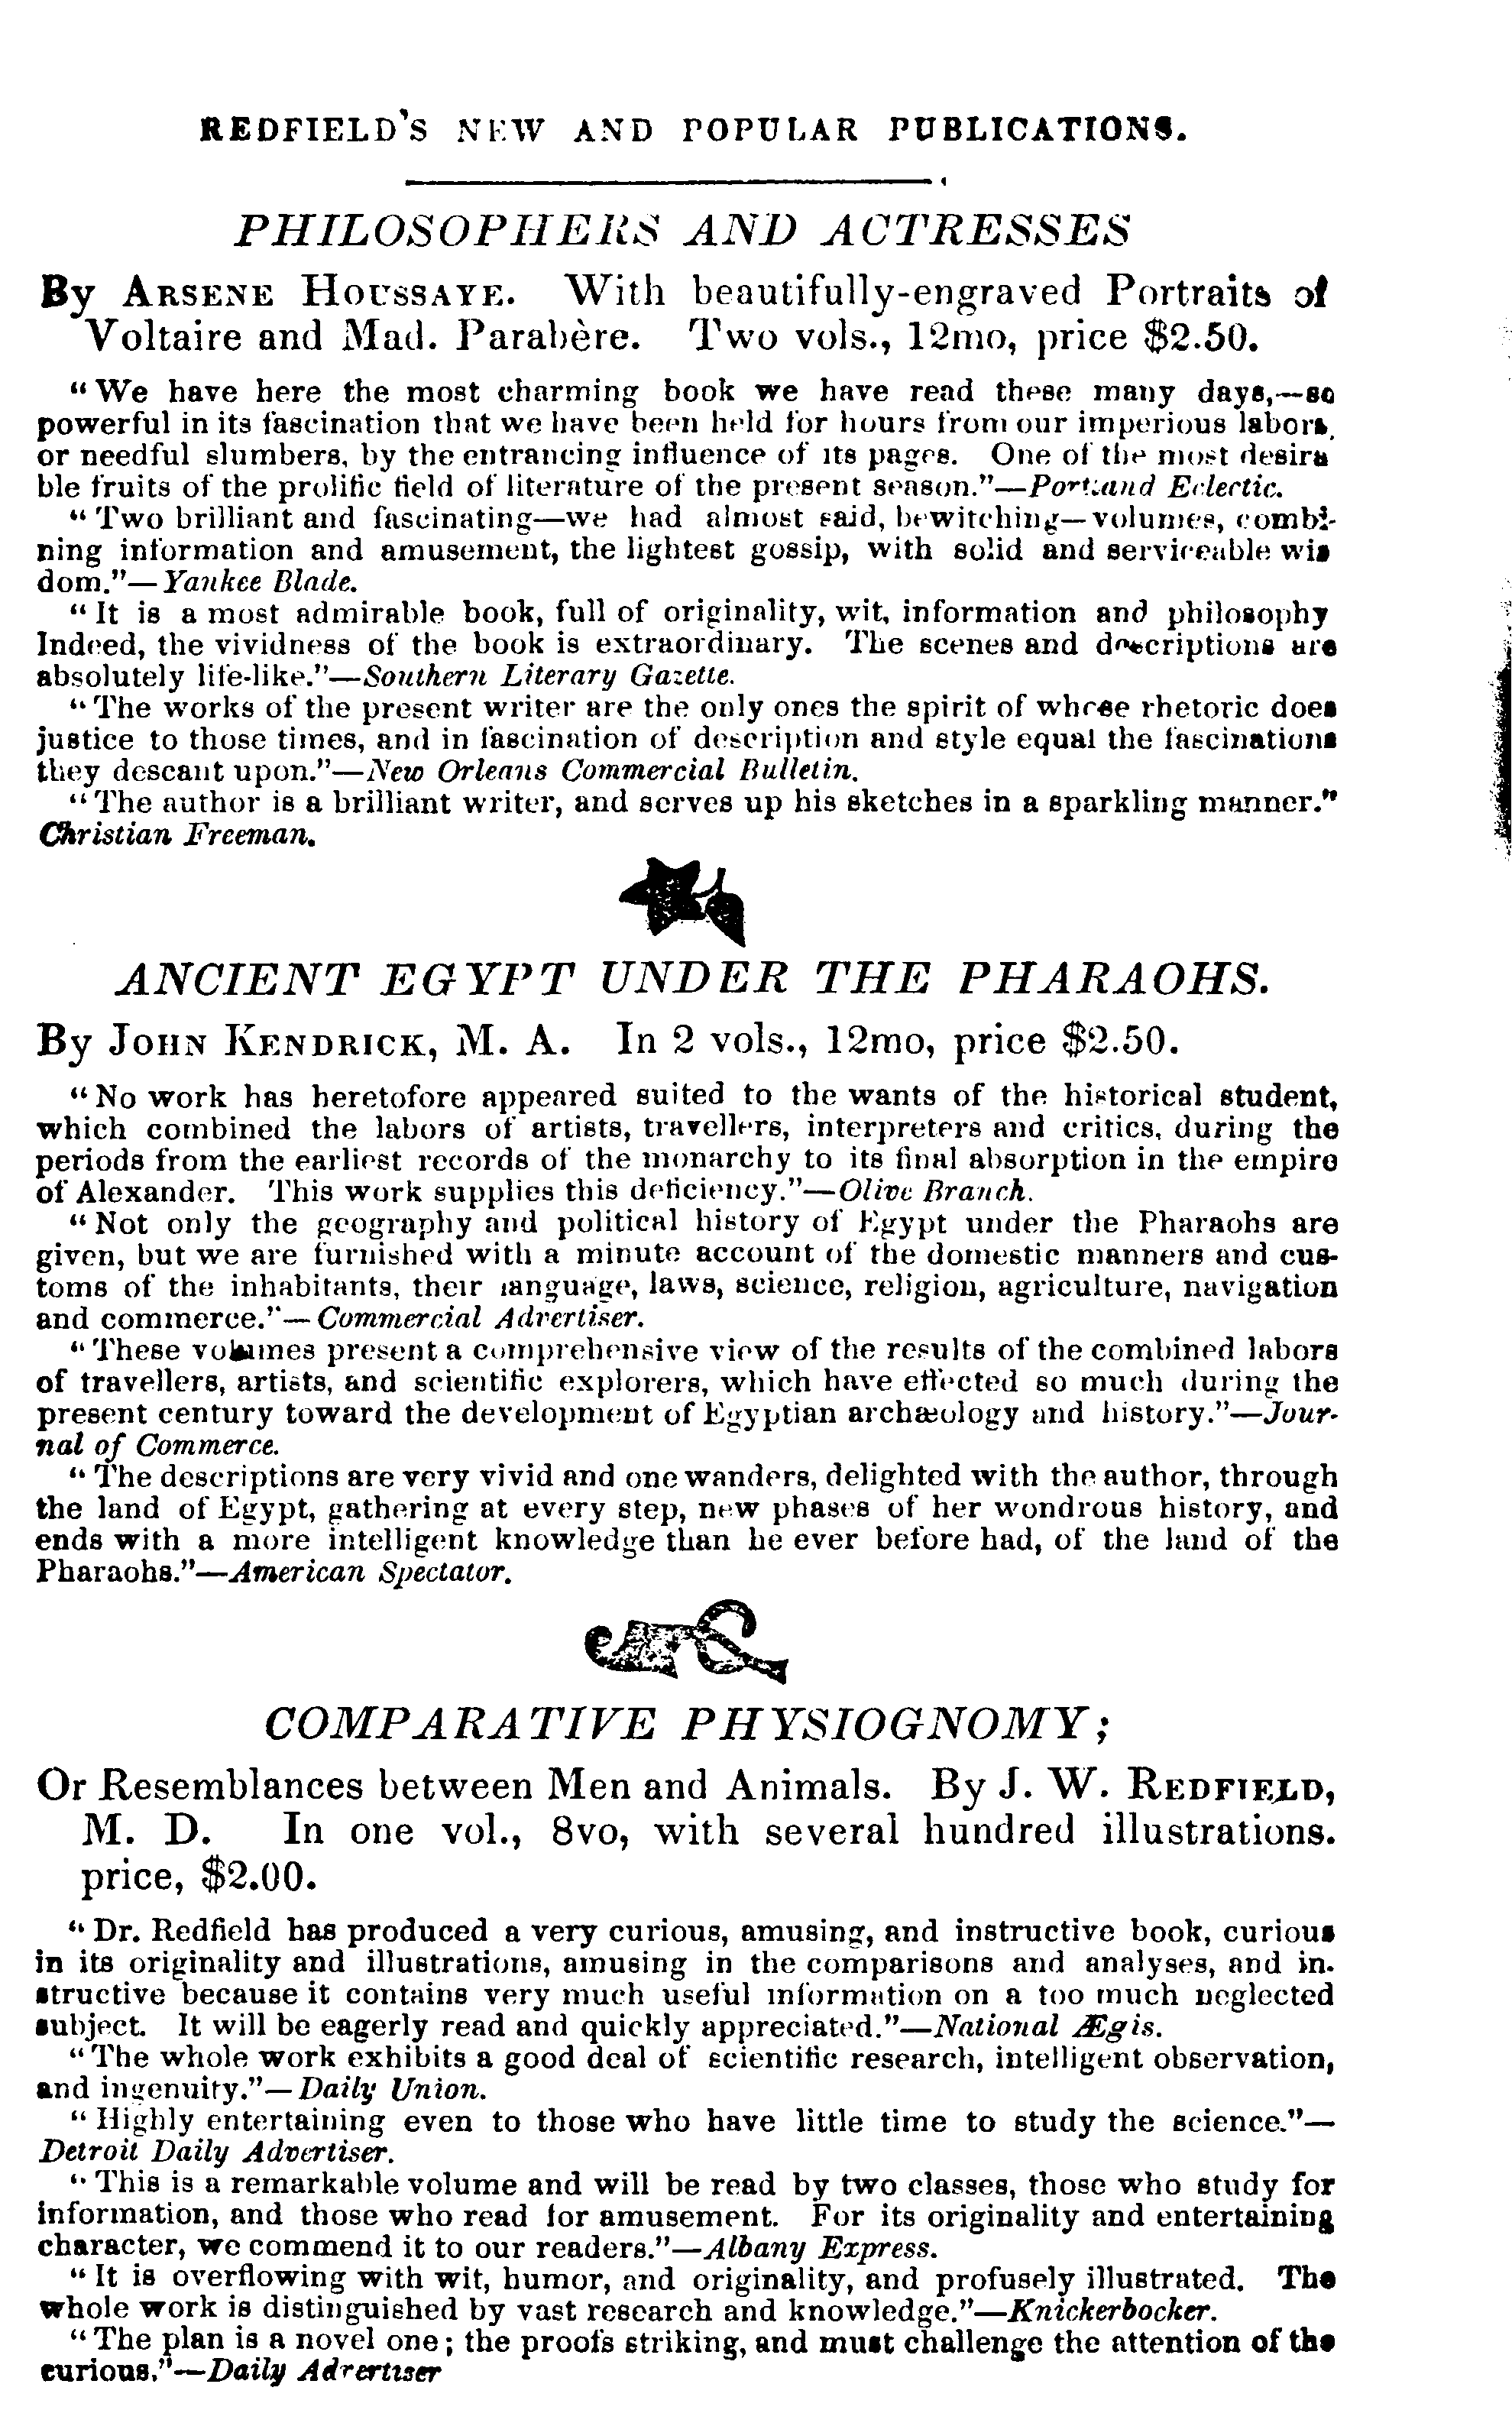 REDFIELD'S NEW AND POPULAR PUBLICATIONS.
PHILOSOPHERS AND ACTRESSES
By ARSENE HOUSSAYE. With beautifully-engraved Portraits of
Voltaire and Mad. Parabère. Two vols., 12mo, price $2.50.
"We have here the most charming book we have read these many days,—so
powerful in its fascination that we have been held for hours from our imperious labors,
or needful slumbers, by the entrancing influence of its pages. One of the most desira
ble fruits of the prolific field of literature of the present season."—Portland Eclectic.
"Two brilliant and fascinating—we had almost said, bewitching—volumes, combi-
ning information and amusement, the lightest gossip, with solid and serviceable wis
dom."—Yankee Blade.
"It is a most admirable book, full of originality, wit, information and philosophy
Indeed, the vividness of the book is extraordinary. The scenes and descriptions are
absolutely life-like."—Southern Literary Gazette.
"The works of the present writer are the only ones the spirit of whose rhetoric does
justice to those times, and in fascination of description and style equal the fascinations
they descant upon."—New Orleans Commercial Bulletin.
"The author is a brilliant writer, and serves up his sketches in a sparkling manner."
Christian Freeman.
ANCIENT EGYPT UNDER THE PHARAOHS.
By JOHN KENDRICK, M. A. In 2 vols., 12mo, price $2.50.
"No work has heretofore appeared suited to the wants of the historical student,
which combined the labors of artists, travellers, interpreters and critics, during the
periods from the earliest records of the monarchy to its final absorption in the empire
of Alexander. This work supplies this deficiency."—Olive Branch.
"Not only the geography and political history of Egypt under the Pharaohs are
given, but we are furnished with a minute account of the domestic manners and cus-
toms of the inhabitants, their language, laws, science, religion, agriculture, navigation
and commerce."—Commercial Advertiser.
"These volumes present a comprehensive view of the results of the combined labors
of travellers, artists, and scientific explorers, which have effected so much during the
present century toward the development of Egyptian archæology and history."—Jour-
nal of Commerce.
"The descriptions are very vivid and one wanders, delighted with the author, through
the land of Egypt, gathering at every step, new phases of her wondrous history, and
ends with a more intelligent knowledge than he ever before had, of the land of the
Pharaohs."—American Spectator.
COMPARATIVE PHYSIOGNOMY;
Or Resemblances between Men and Animals. By J. W. REDFIELD,
M. D. In one vol., 8vo, with several hundred illustrations.
price, $2.00.
"Dr. Redfield has produced a very curious, amusing, and instructive book, curious
in its originality and illustrations, amusing in the comparisons and analyses, and in-
structive because it contains very much useful information on a too much neglected
subject. It will be eagerly read and quickly appreciated."—National Ægis.
"The whole work exhibits a good deal of scientific research, intelligent observation,
and ingenuity."—Daily Union.
"Highly entertaining even to those who have little time to study the science."—
Detroit Daily Advertiser.
"This is a remarkable volume and will be read by two classes, those who study for
information, and those who read for amusement. For its originality and entertaining
character, we commend it to our readers."—Albany Express.
"It is overflowing with wit, humor, and originality, and profusely illustrated. The
whole work is distinguished by vast research and knowledge."—Knickerbocker.
"The plan is a novel one; the proofs striking, and must challenge the attention of the
curious."—Daily Advertiser